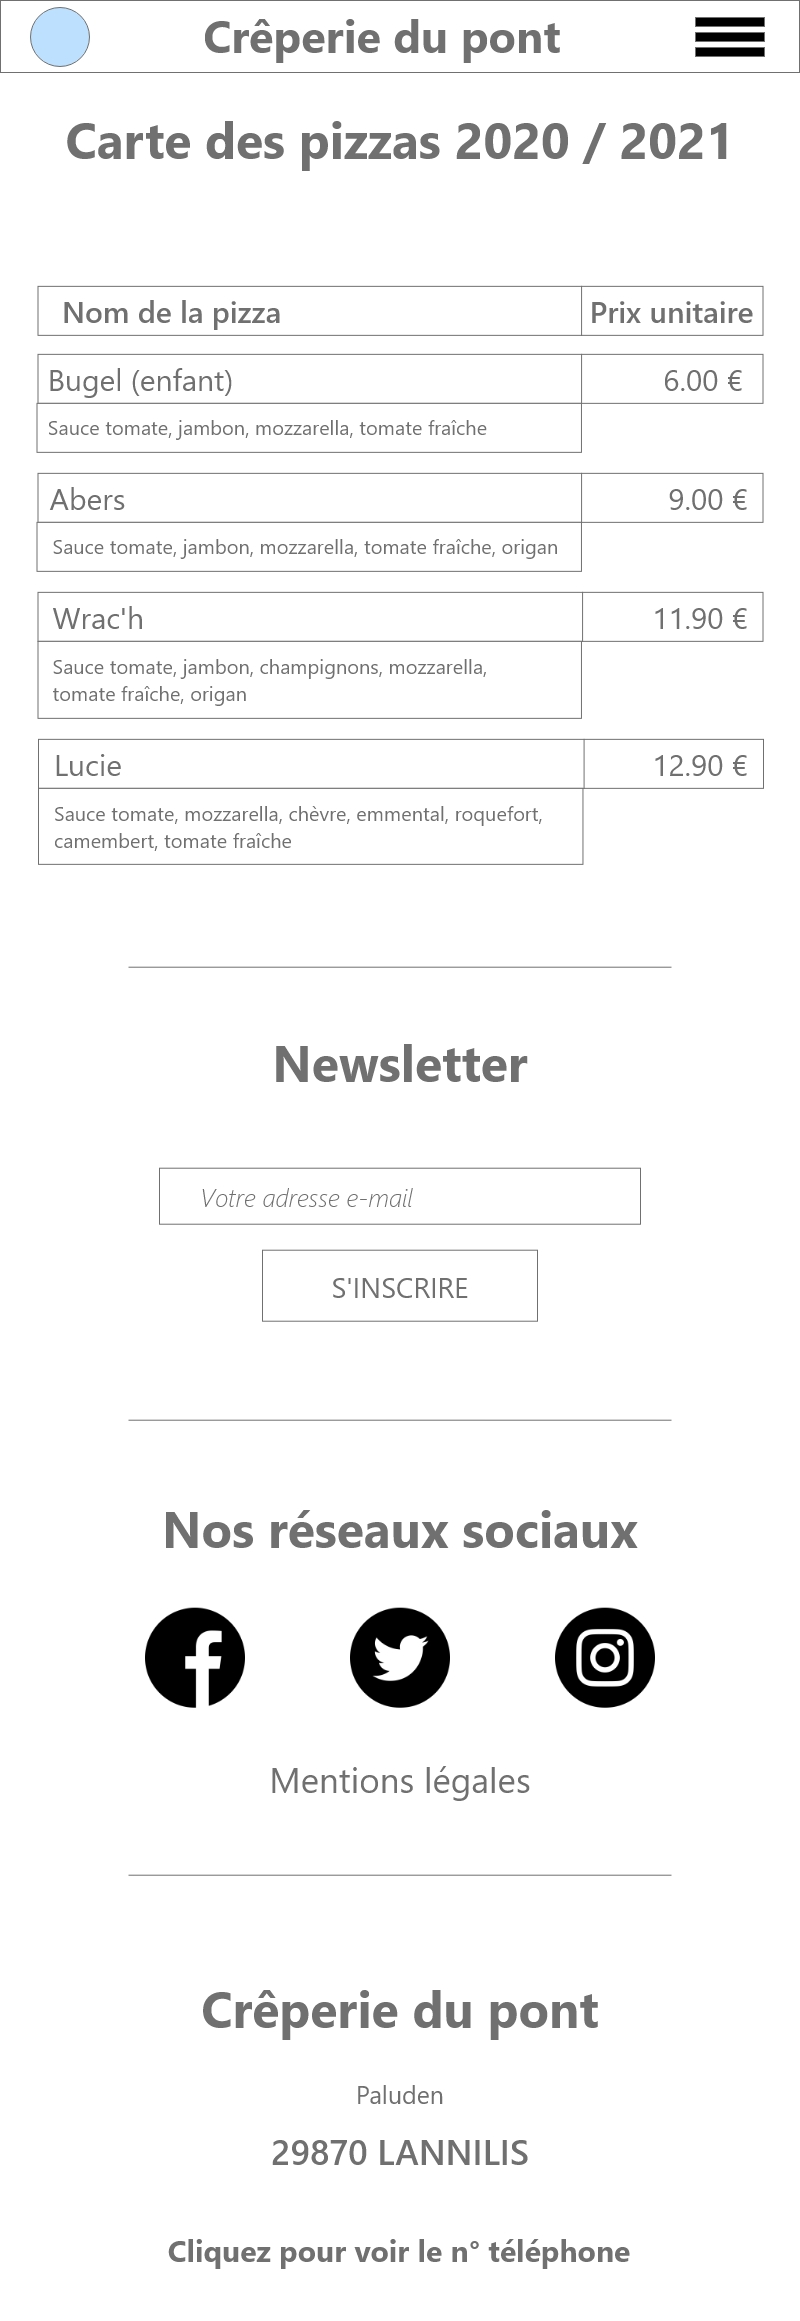 Crêperie du pont
Carte des pizzas 2020 / 2021
Nom de la pizza Prix unitaire
Bugel (enfant) 6.00 €
Sauce tomate, jambon, mozzarella, tomate fraîche
Abers 9.00 €
Sauce tomate, jambon, mozzarella, tomate fraîche, origan
Wrac'h 11.90 €
Sauce tomate, jambon, champignons, mozzarella,
tomate fraîche, origan
Lucie 12.90 €
Sauce tomate, mozzarella, chèvre, emmental, roquefort,
camembert, tomate fraîche
Newsletter
Votre adresse e-mail
S'INSCRIRE
Nos réseaux sociaux
Mentions légales
Crêperie du pont
Paluden
29870 LANNILIS
Cliquez pour voir le n° téléphone